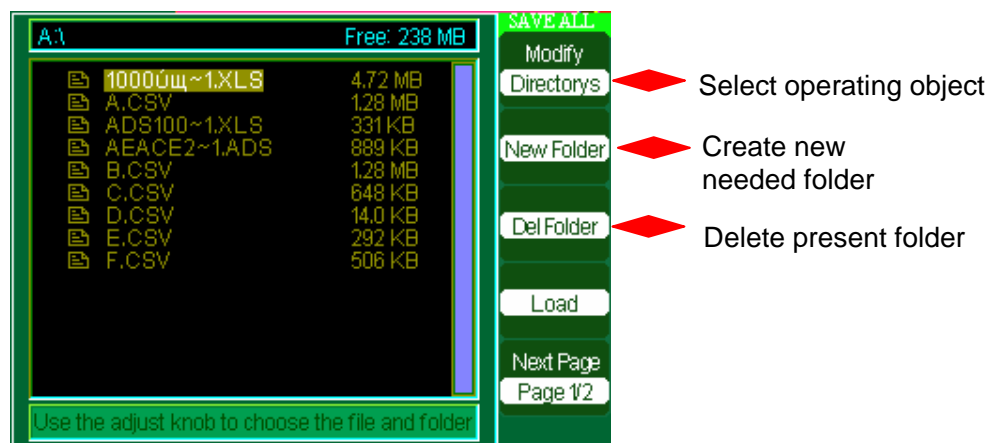 A:\ Free: 238 MB
1000úщ~1.XLS 4.72 MB
A.CSV 1.28 MB
ADS100~1.XLS 331 KB
AEACE2~1.ADS 889 KB
B.CSV 1.28 MB
C.CSV 648 KB
D.CSV 14.0 KB
E.CSV 292 KB
F.CSV 506 KB
Use the adjust knob to choose the file and folder
SAVE ALL
Modify
Directorys
New Folder
Del Folder
Load
Next Page
Page 1/2
Select operating object
Create new
needed folder
Delete present folder